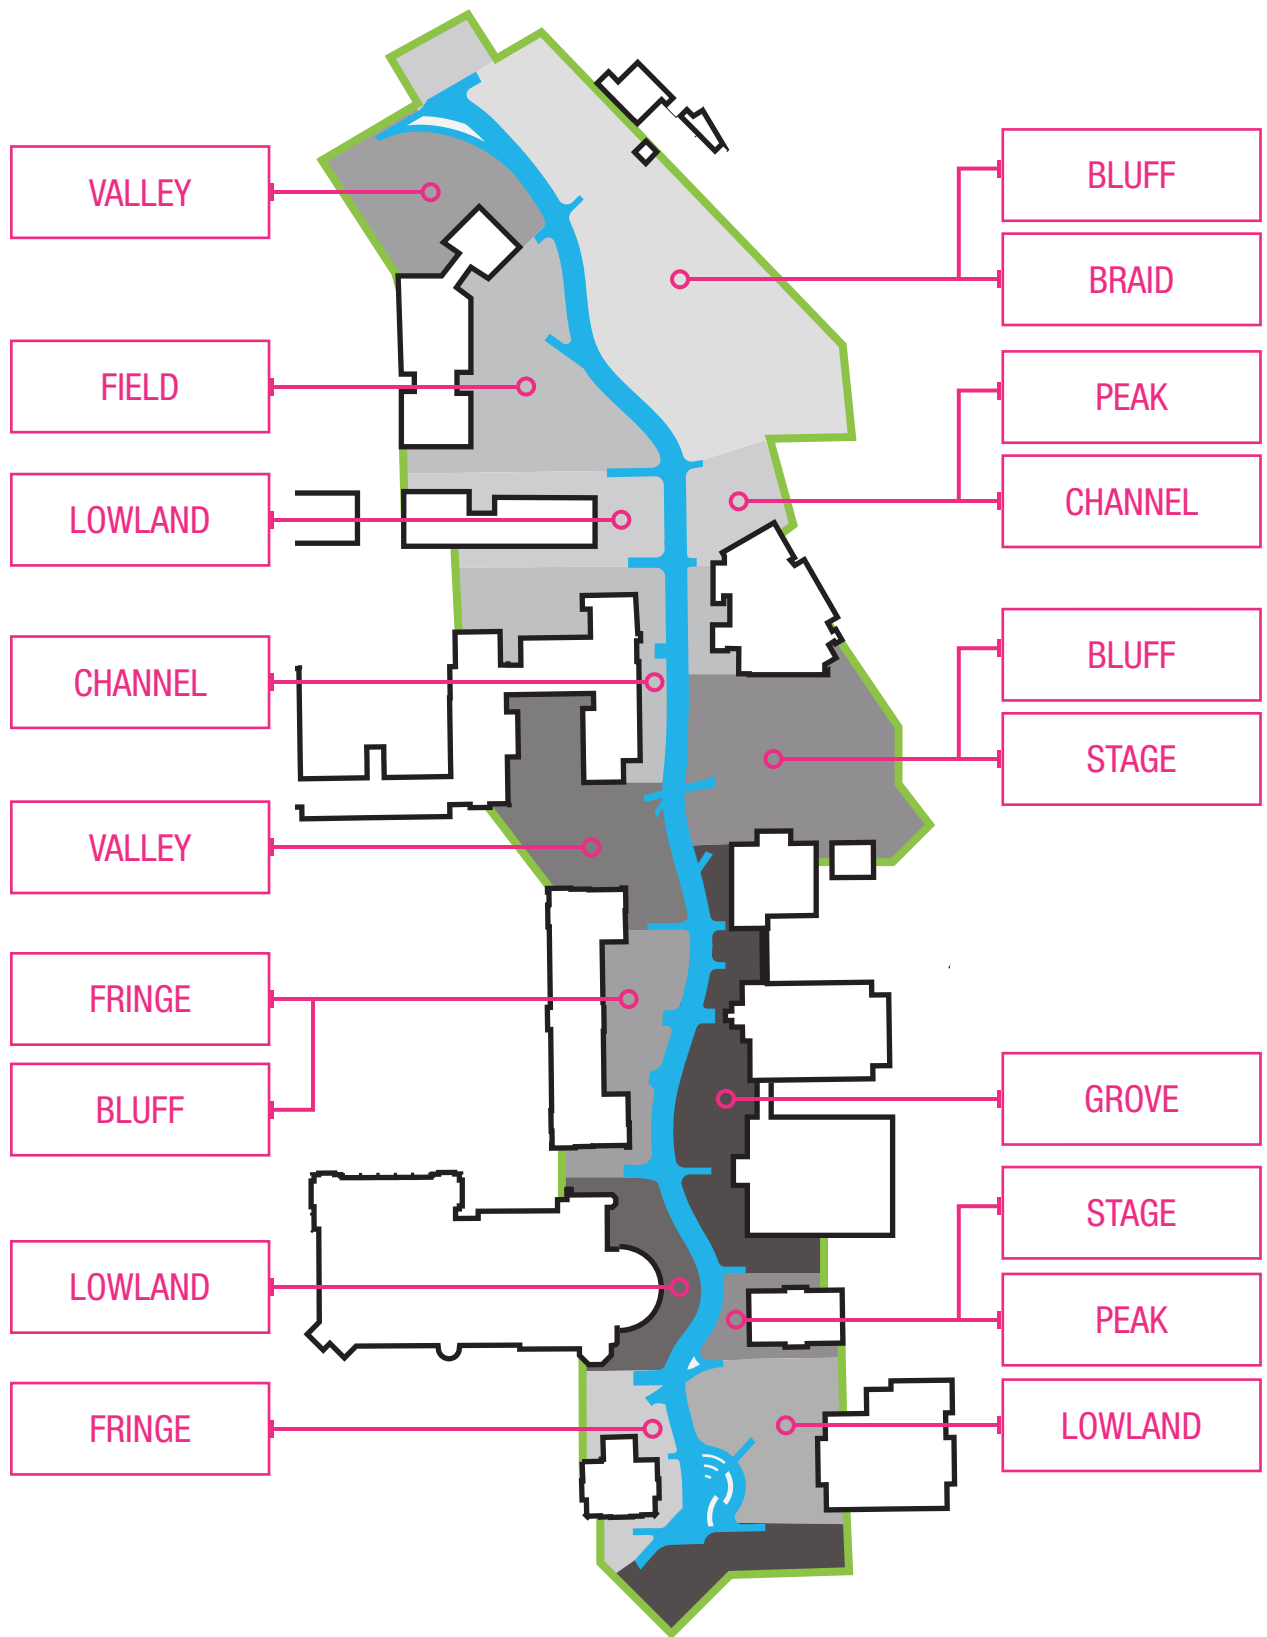 VALLEY
FIELD
LOWLAND
CHANNEL
VALLEY
FRINGE
BLUFF
LOWLAND
FRINGE
BLUFF
BRAID
PEAK
CHANNEL
BLUFF
STAGE
GROVE
STAGE
PEAK
LOWLAND